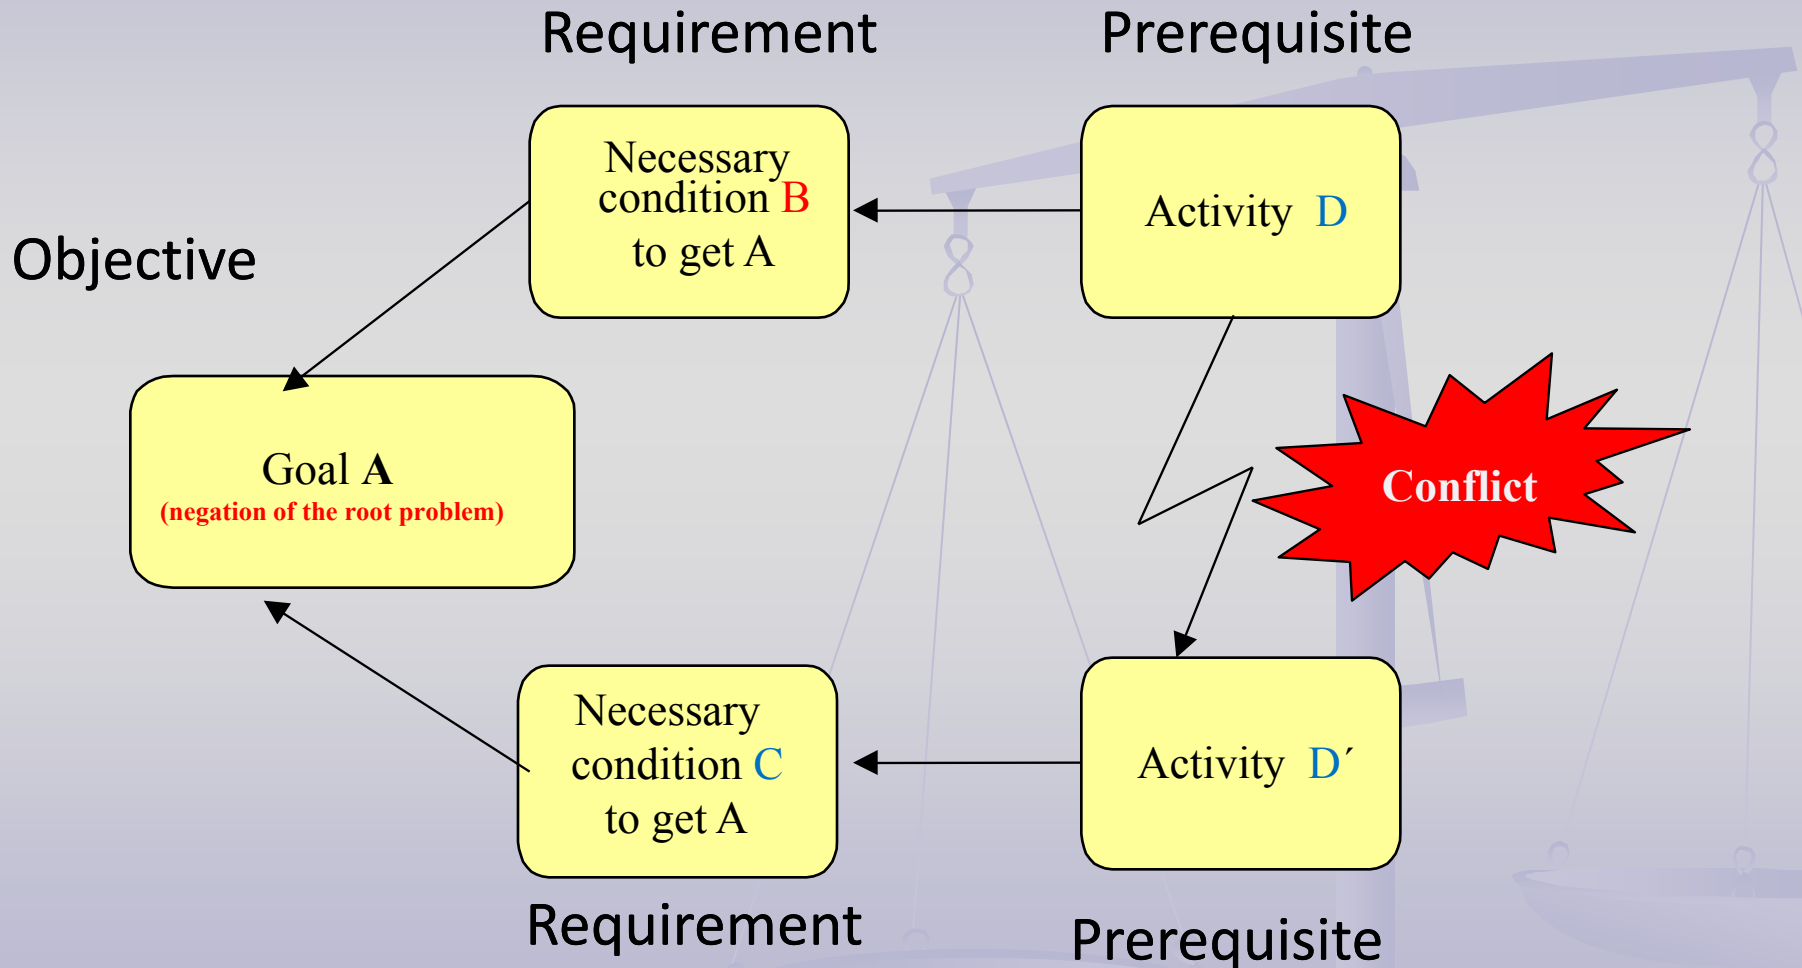 Requirement
Prerequisite
Necessary
condition B
to get A
Activity D
Objective
Goal A
(negation of the root problem)
Conflict
Necessary
condition C
to get A
Activity D´
Requirement
Prerequisite